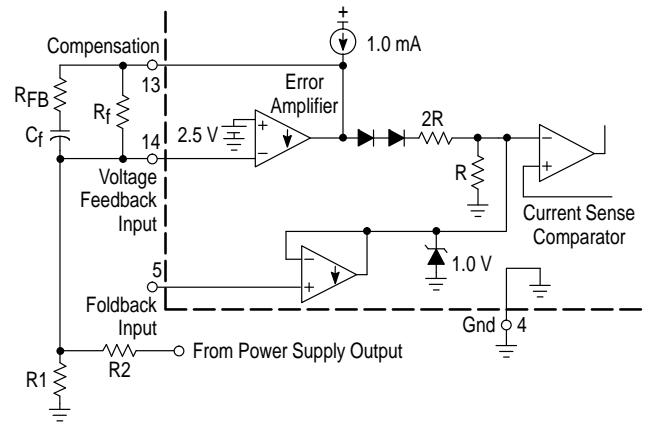 +
Compensation
1.0 mA
13
Error
Amplifier
RFB
Rf
2R
Cf
2.5 V
+
−
14
−
+
R
Voltage
Feedback
Input
Current Sense
Comparator
−
+
1.0 V
5
Foldback
Input
Gnd
4
From Power Supply Output
R2
R1